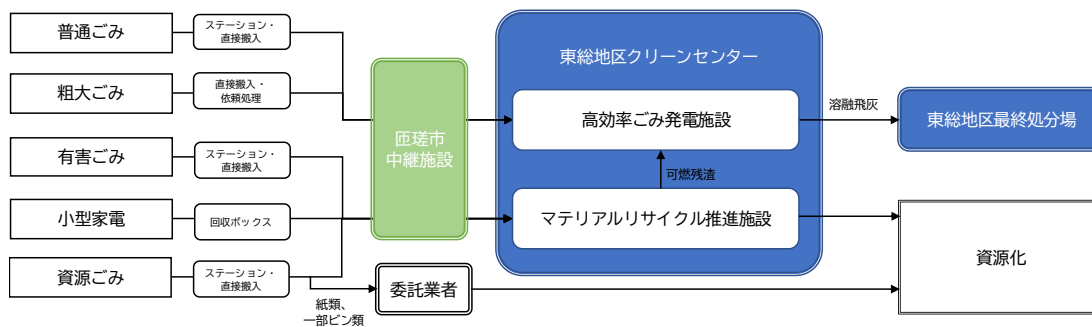 普通ごみ
ステーション・
直接搬入
粗大ごみ
直接搬入・
依頼処理
有害ごみ
ステーション・
直接搬入
小型家電
回収ボックス
資源ごみ
ステーション・
直接搬入
紙類、
一部ビン類
匝瑳市
中継施設
委託業者
東総地区クリーンセンター
高効率ごみ発電施設
可燃残渣
マテリアルリサイクル推進施設
溶融飛灰
東総地区最終処分場
資源化